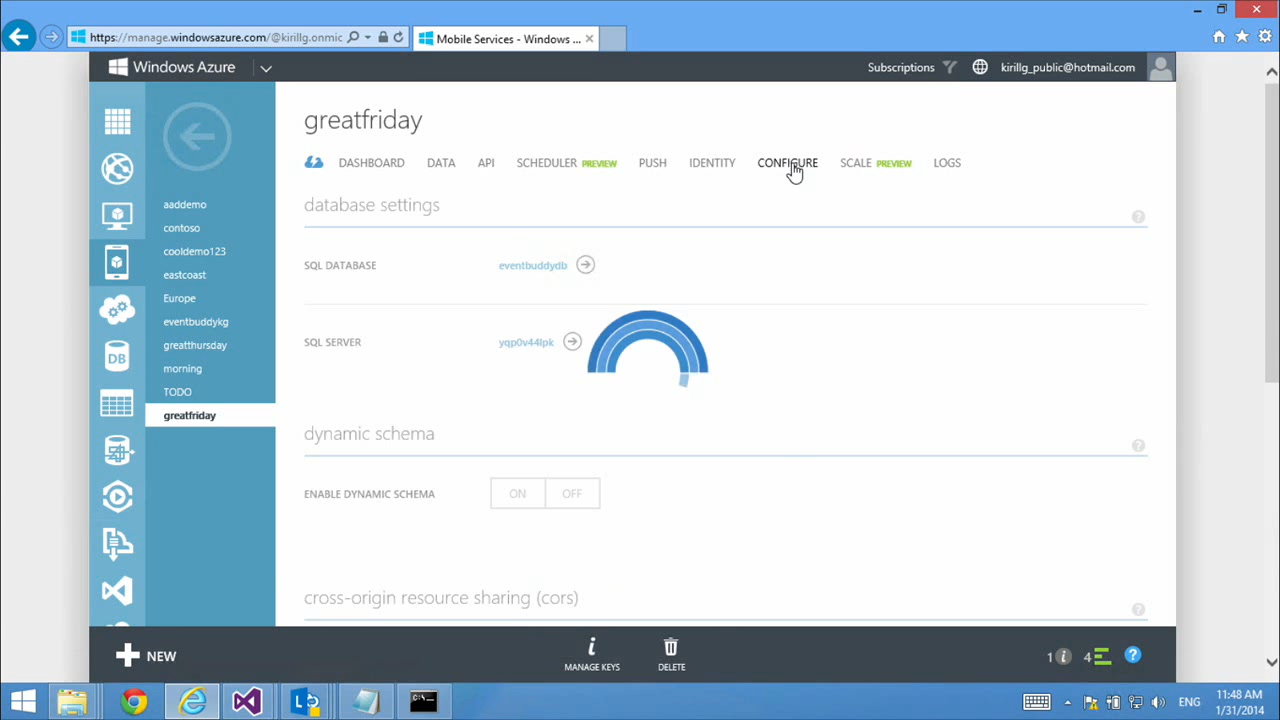 https://manage.windowsazure.com/@kirillg.onmic
Mobile Services - Windows ...
Windows Azure
Subscriptions
kirillg_public@hotmail.com
greatfriday
DASHBOARD DATA API SCHEDULER PREVIEW PUSH IDENTITY CONFIGURE SCALE PREVIEW LOGS
aaddemo
contoso
cooldemo123
eastcoast
Europe
eventbuddykg
greatthursday
morning
TODO
greatfriday
DB
database settings
?
SQL DATABASE eventbuddydb
SQL SERVER yqp0v44lpk
dynamic schema
?
ENABLE DYNAMIC SCHEMA ON OFF
cross-origin resource sharing (cors)
?
NEW
MANAGE KEYS
DELETE
1 i 4 ?
ENG
11:48 AM
1/31/2014